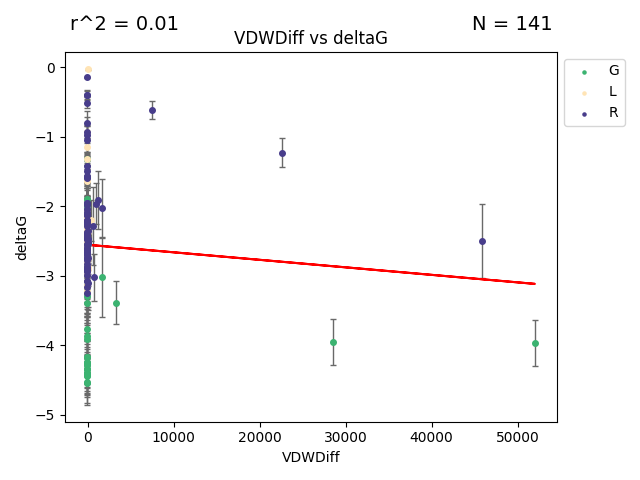 r^2 = 0.01
N = 141
VDWDiff vs deltaG
G
L
R
0
−1
−2
−3
−4
−5
deltaG
0
10000
20000
30000
40000
50000
VDWDiff